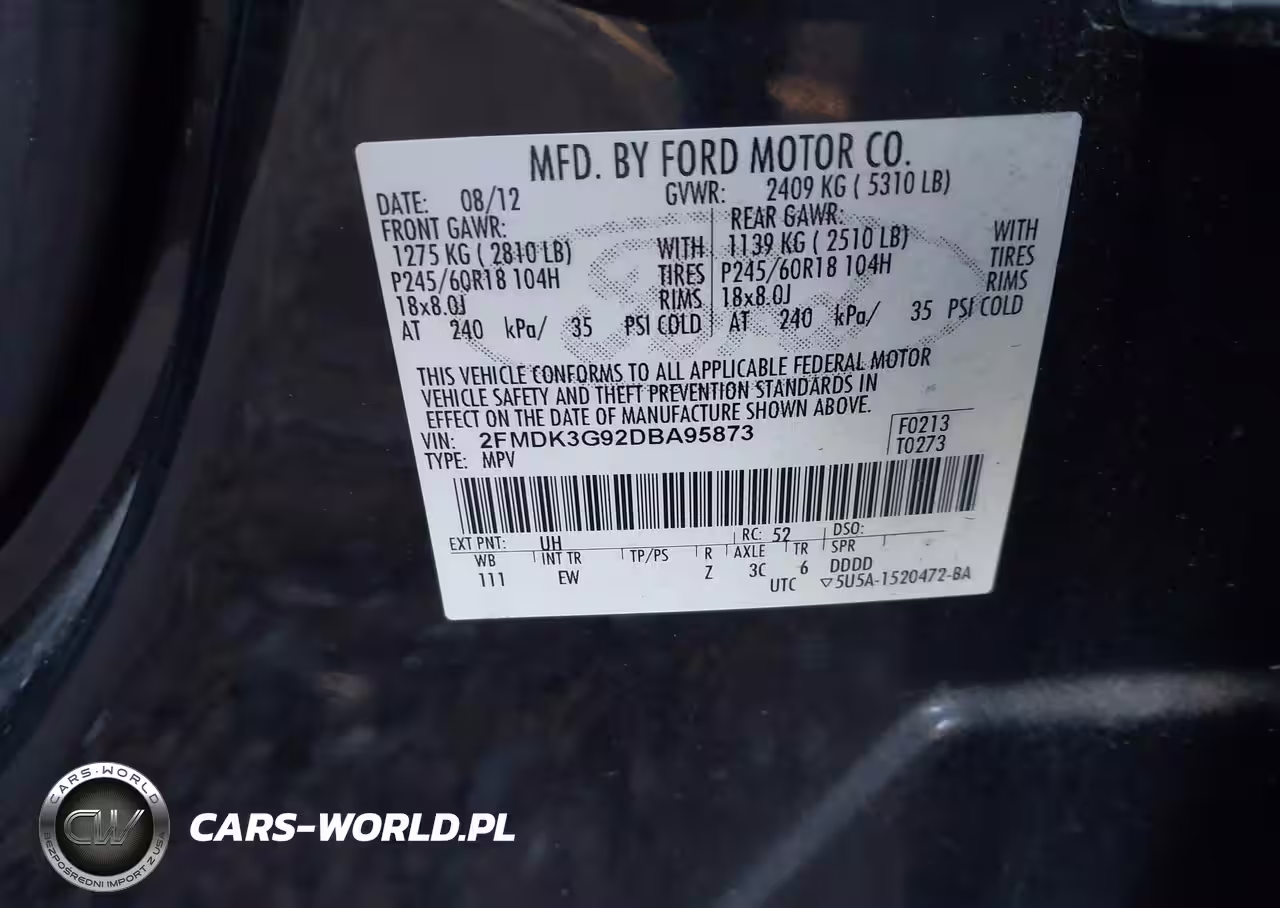 MFD. BY FORD MOTOR CO.
DATE: 08/12 GVWR: 2409 KG ( 5310 LB)
FRONT GAWR: REAR GAWR:
1275 KG ( 2810 LB) WITH 1139 KG ( 2510 LB) WITH
P245/60R18 104H TIRES P245/60R18 104H TIRES
18x8.0J RIMS 18x8.0J RIMS
AT 240 kPa/ 35 PSI COLD AT 240 kPa/ 35 PSI COLD
THIS VEHICLE CONFORMS TO ALL APPLICABLE FEDERAL MOTOR
VEHICLE SAFETY AND THEFT PREVENTION STANDARDS IN
EFFECT ON THE DATE OF MANUFACTURE SHOWN ABOVE.
VIN: 2FMDK3G92DBA95873 F0213
TYPE: MPV T0273
EXT PNT: UH RC: 52 DSO:
WB INT TR TP/PS R AXLE TR SPR
111 EW Z 3C 6 DDDD
UTC ▽5U5A-1520472-BA
CARS-WORLD
CW
BEZPOŚREDNI IMPORT Z USA
CARS-WORLD.PL